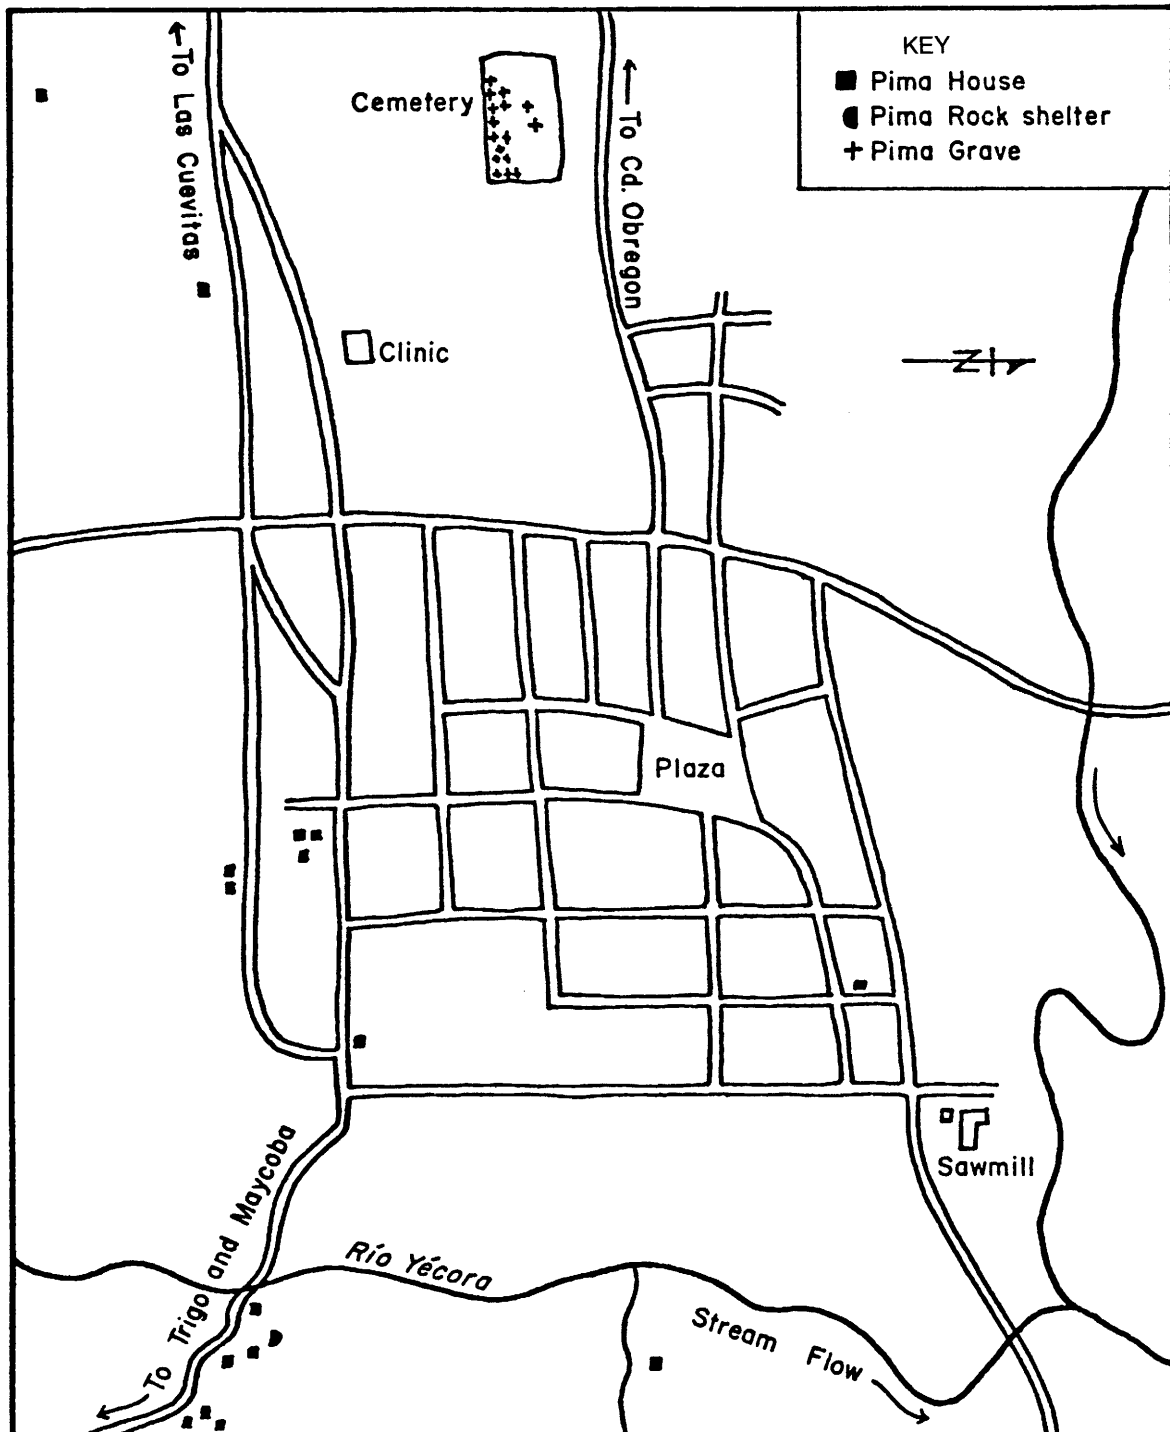 KEY
Pima House
Pima Rock shelter
Pima Grave
←To Las Cuevitas
Cemetery
←To Cd. Obregon
Clinic
N
Plaza
Sawmill
To Trigo and Maycoba
Río Yécora
Stream Flow